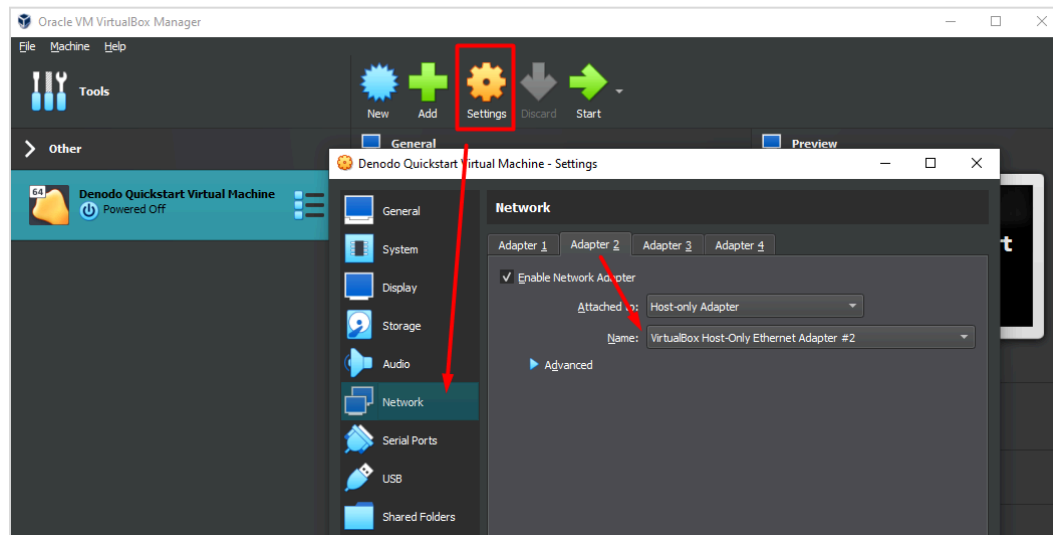 Oracle VM VirtualBox Manager
File Machine Help
Tools
New Add Settings Discard Start
Other
General
Preview
64
Denodo Quickstart Virtual Machine
Powered Off
Denodo Quickstart Virtual Machine - Settings
General
System
Display
Storage
Audio
Network
Serial Ports
USB
Shared Folders
Network
Adapter 1 Adapter 2 Adapter 3 Adapter 4
Enable Network Adapter
Attached to: Host-only Adapter
Name: VirtualBox Host-Only Ethernet Adapter #2
Advanced
t